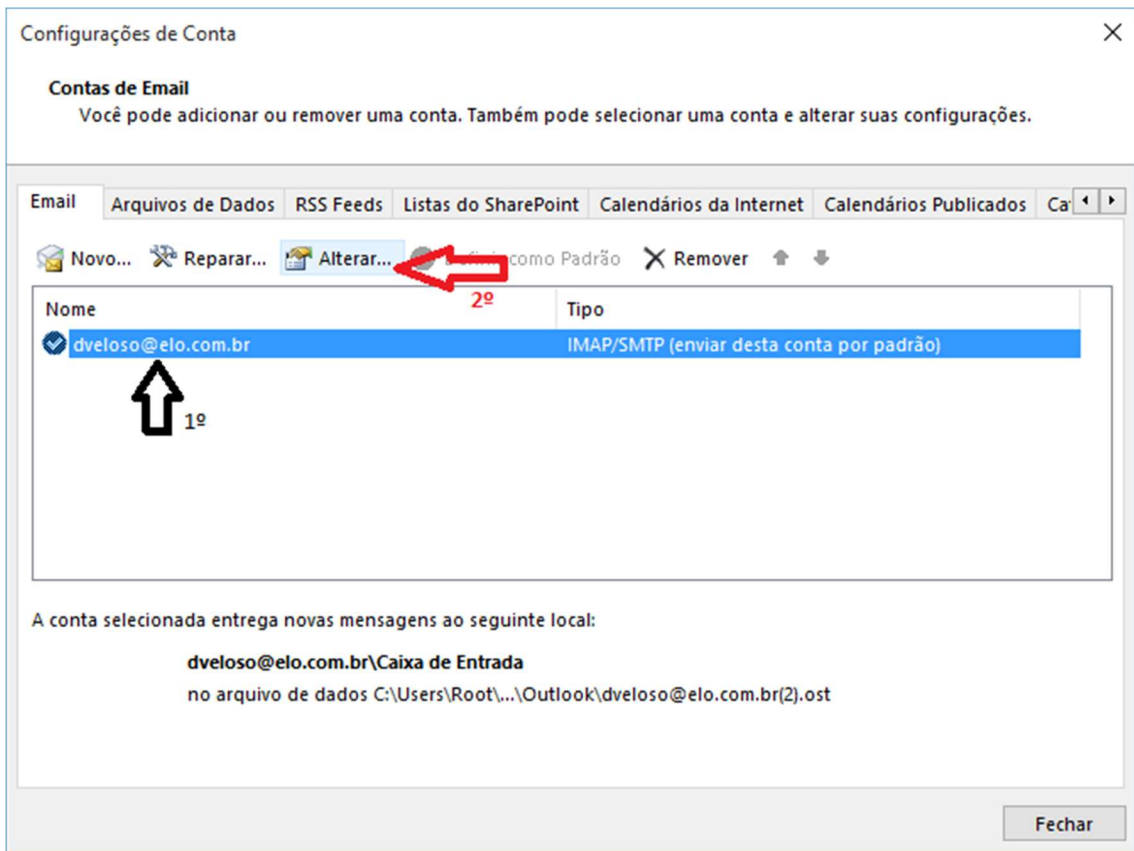 Configurações de Conta
Contas de Email
Você pode adicionar ou remover uma conta. Também pode selecionar uma conta e alterar suas configurações.
Email Arquivos de Dados RSS Feeds Listas do SharePoint Calendários da Internet Calendários Publicados
Novo... Reparar... Alterar... como Padrão Remover
2º
Nome Tipo
dveloso@elo.com.br IMAP/SMTP (enviar desta conta por padrão)
1º
A conta selecionada entrega novas mensagens ao seguinte local:
dveloso@elo.com.br\Caixa de Entrada
no arquivo de dados C:\Users\Root\...\Outlook\dveloso@elo.com.br(2).ost
Fechar